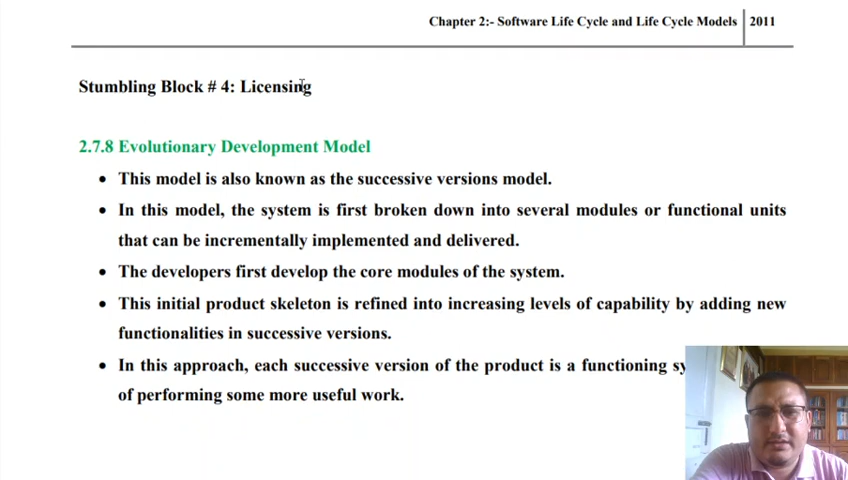 Chapter 2:- Software Life Cycle and Life Cycle Models 2011
Stumbling Block # 4: Licensing
2.7.8 Evolutionary Development Model
• This model is also known as the successive versions model.
• In this model, the system is first broken down into several modules or functional units
that can be incrementally implemented and delivered.
• The developers first develop the core modules of the system.
• This initial product skeleton is refined into increasing levels of capability by adding new
functionalities in successive versions.
• In this approach, each successive version of the product is a functioning
of performing some more useful work.